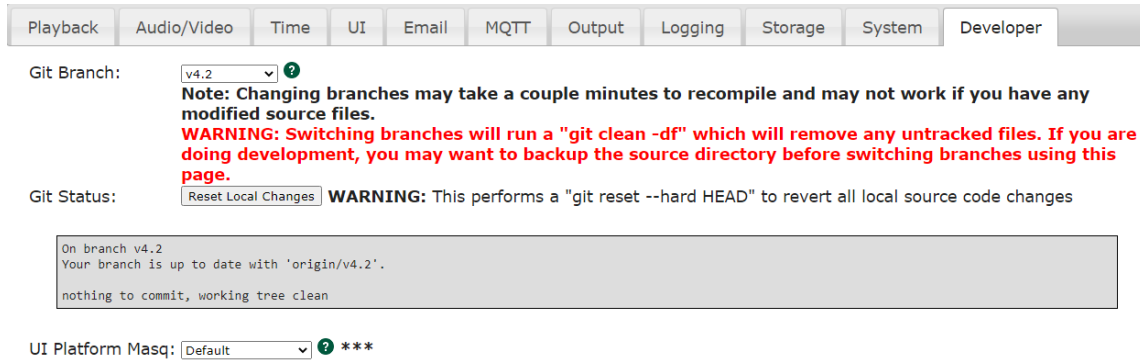 Playback Audio/Video Time UI Email MQTT Output Logging Storage System Developer
Git Branch: v4.2 ?
Note: Changing branches may take a couple minutes to recompile and may not work if you have any
modified source files.
WARNING: Switching branches will run a "git clean -df" which will remove any untracked files. If you are
doing development, you may want to backup the source directory before switching branches using this
page.
Git Status: Reset Local Changes WARNING: This performs a "git reset --hard HEAD" to revert all local source code changes
On branch v4.2
Your branch is up to date with 'origin/v4.2'.
nothing to commit, working tree clean
UI Platform Masq: Default ? ***